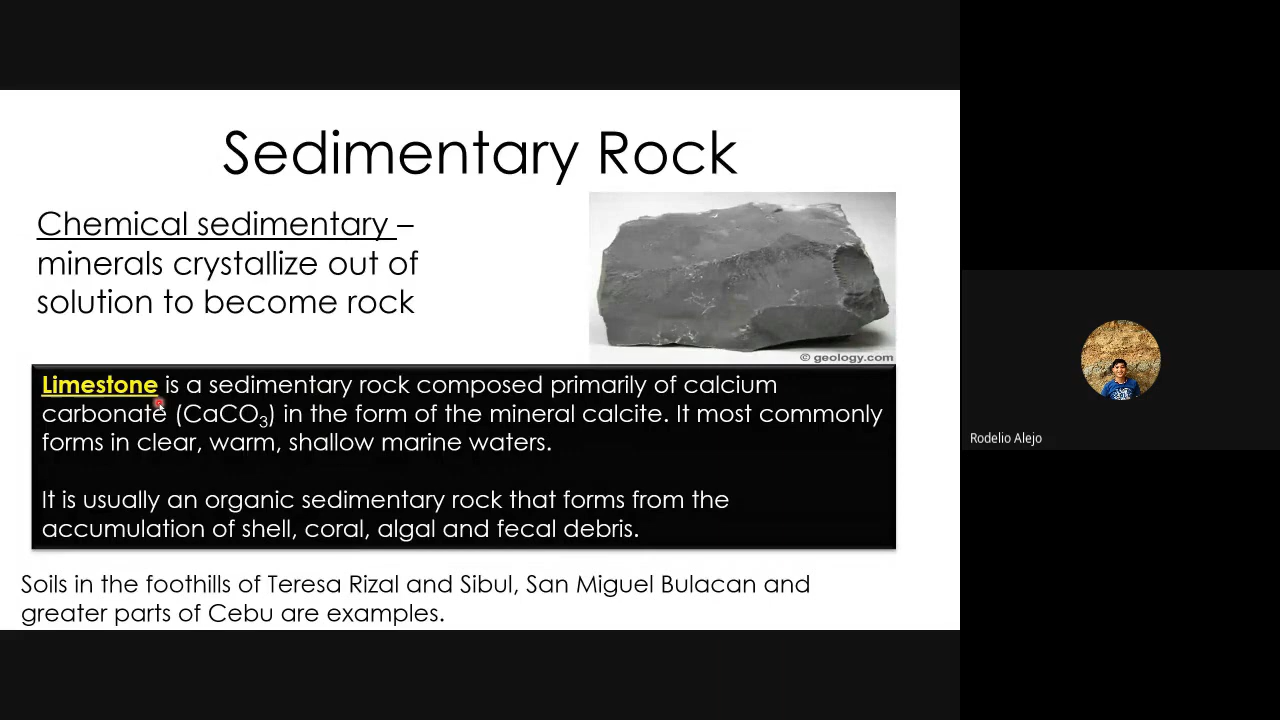 Sedimentary Rock
Chemical sedimentary –
minerals crystallize out of
solution to become rock
© geology.com
Limestone is a sedimentary rock composed primarily of calcium
carbonate (CaCO₃) in the form of the mineral calcite. It most commonly
forms in clear, warm, shallow marine waters.
It is usually an organic sedimentary rock that forms from the
accumulation of shell, coral, algal and fecal debris.
Soils in the foothills of Teresa Rizal and Sibul, San Miguel Bulacan and
greater parts of Cebu are examples.
Rodelio Alejo